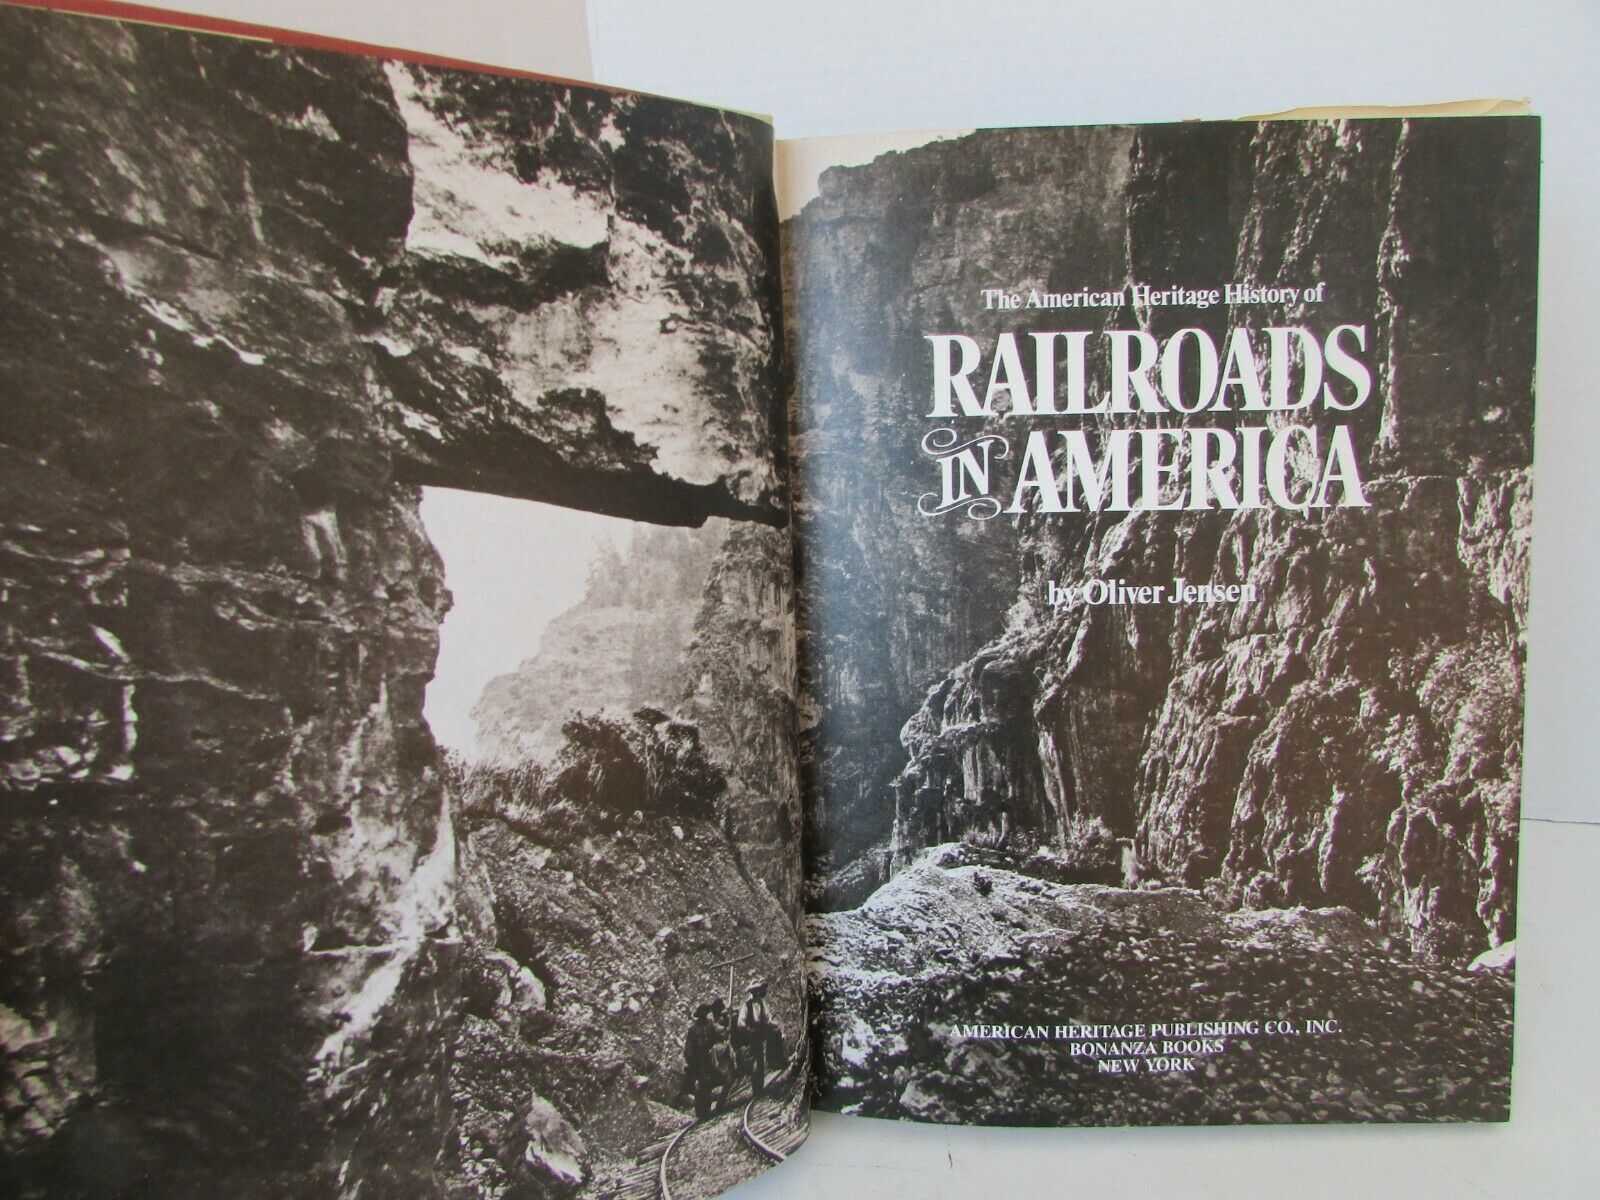 The American Heritage History of
RAILROADS
IN AMERICA
by Oliver Jensen
AMERICAN HERITAGE PUBLISHING CO., INC.
BONANZA BOOKS
NEW YORK